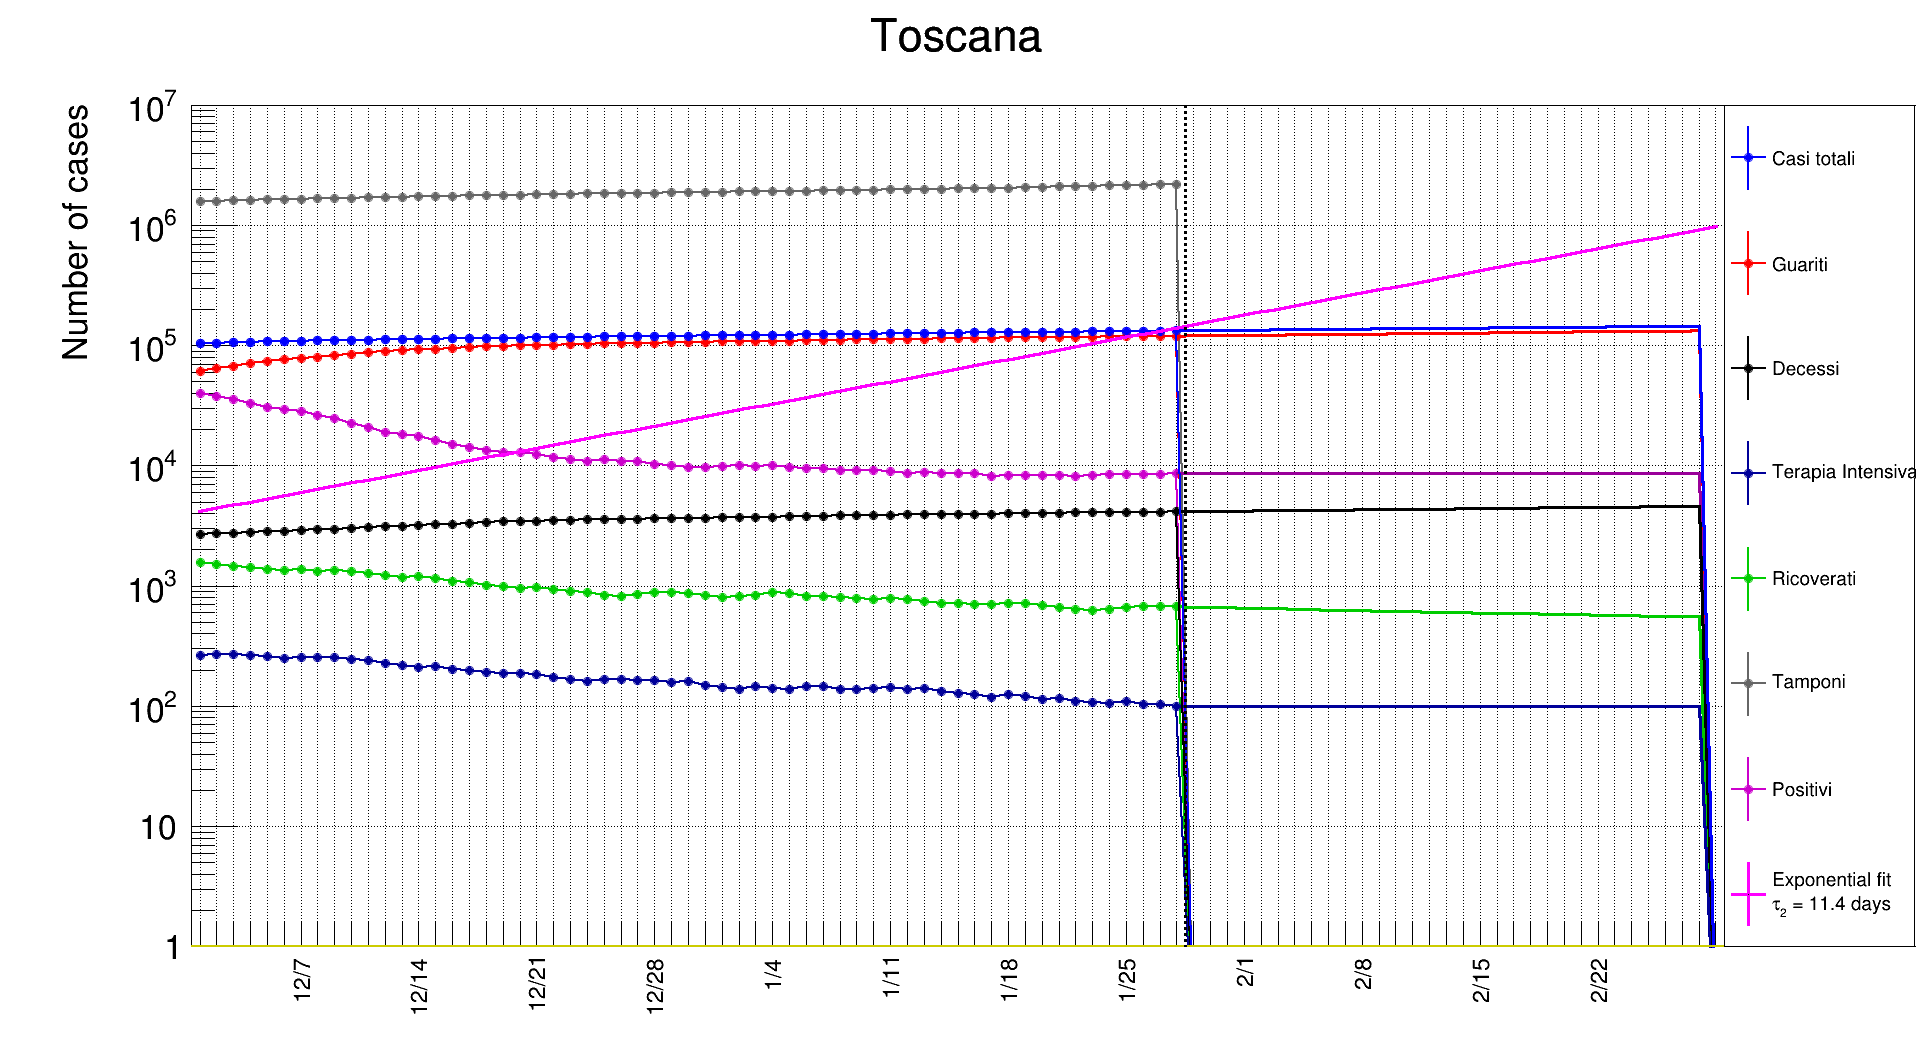 Toscana
Number of cases
10^7
10^6
10^5
10^4
10^3
10^2
10
1
12/7
12/14
12/21
12/28
1/4
1/11
1/18
1/25
2/1
2/8
2/15
2/22
Casi totali
Guariti
Decessi
Terapia Intensiva
Ricoverati
Tamponi
Positivi
Exponential fit
τ_2 = 11.4 days